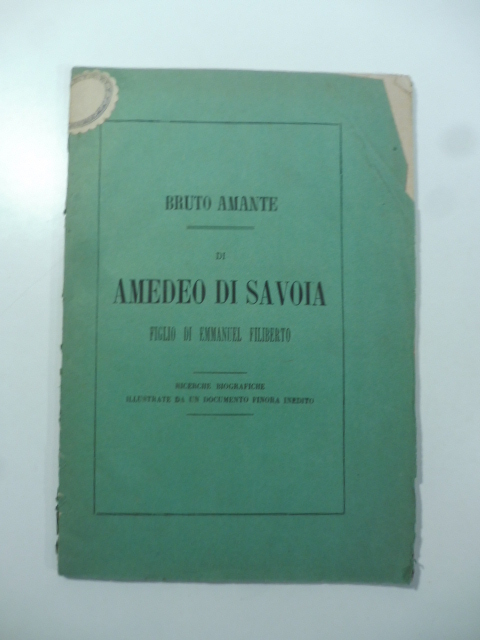 BRUTO AMANTE
DI
AMEDEO DI SAVOIA
FIGLIO DI EMMANUEL FILIBERTO
RICERCHE BIOGRAFICHE
ILLUSTRATE DA UN DOCUMENTO FINORA INEDITO